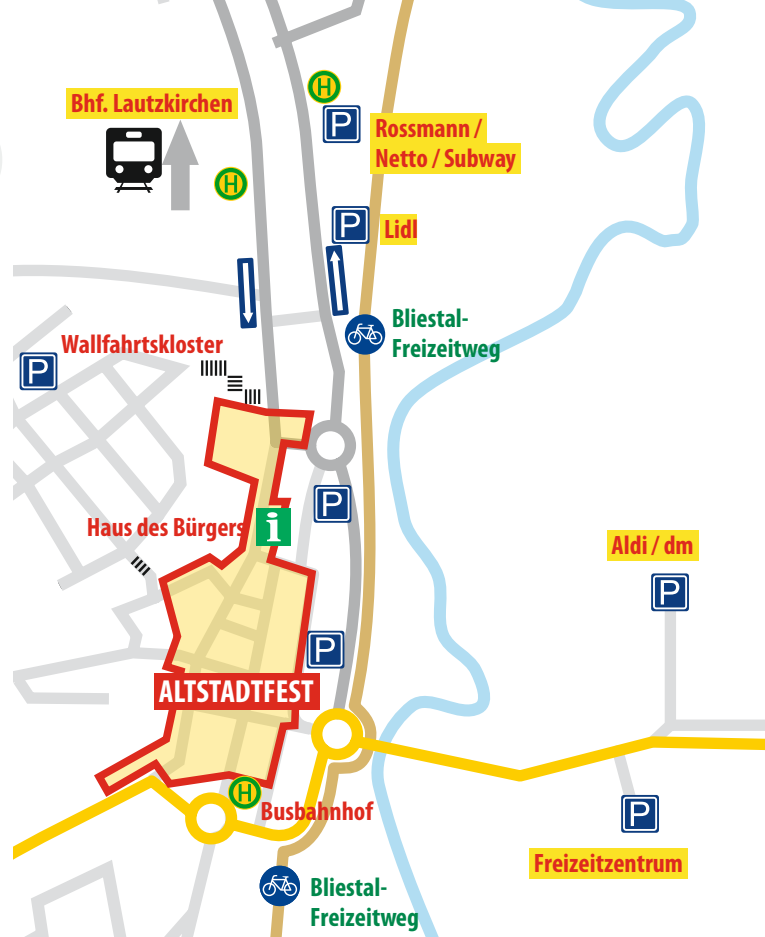 H
Bhf. Lautzkirchen
P
Rossmann /
Netto / Subway
H
P
Lidl
Bliestal-
Freizeitweg
Wallfahrtskloster
P
P
Haus des Bürgers
i
Aldi / dm
P
P
ALTSTADTFEST
H
Busbahnhof
P
Freizeitzentrum
Bliestal-
Freizeitweg